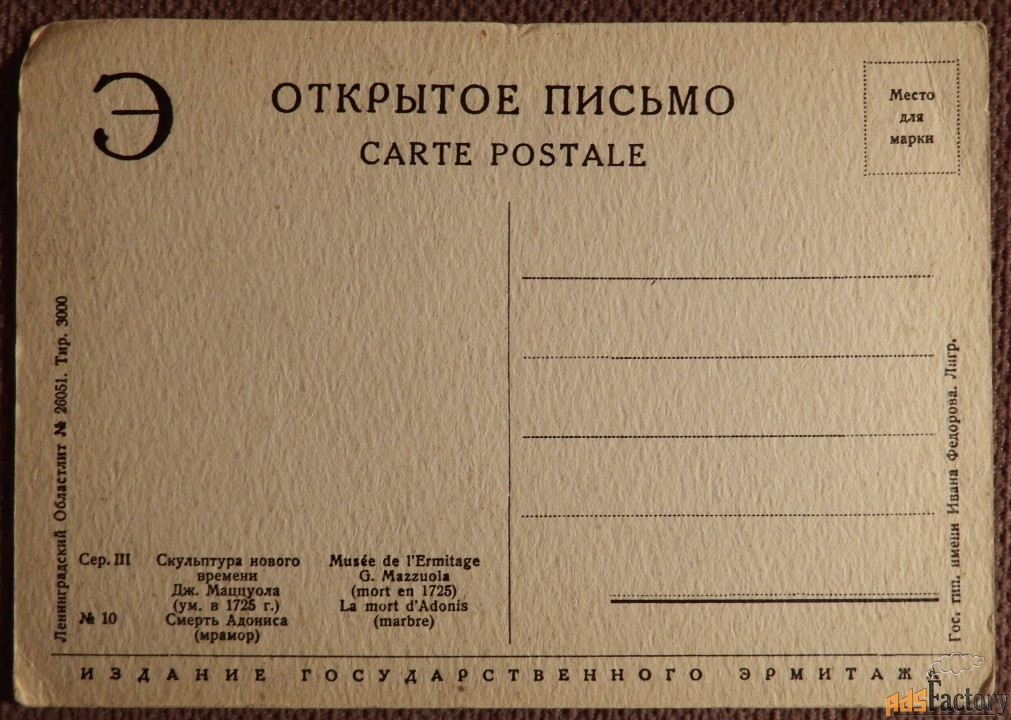 Э
ОТКРЫТОЕ ПИСЬМО
CARTE POSTALE
Место
для
марки
Ленинградский Областлит № 26051. Тир. 3000
Сер. III
№ 10
Скульптура нового
времени
Дж. Маццуола
(ум. в 1725 г.)
Смерть Адониса
(мрамор)
Musée de l'Ermitage
G. Mazzuola
(mort en 1725)
La mort d'Adonis
(marbre)
Гос. тип. имени Ивана Федорова. Лнгр.
ИЗДАНИЕ ГОСУДАРСТВЕННОГО ЭРМИТАЖА
adsFactory